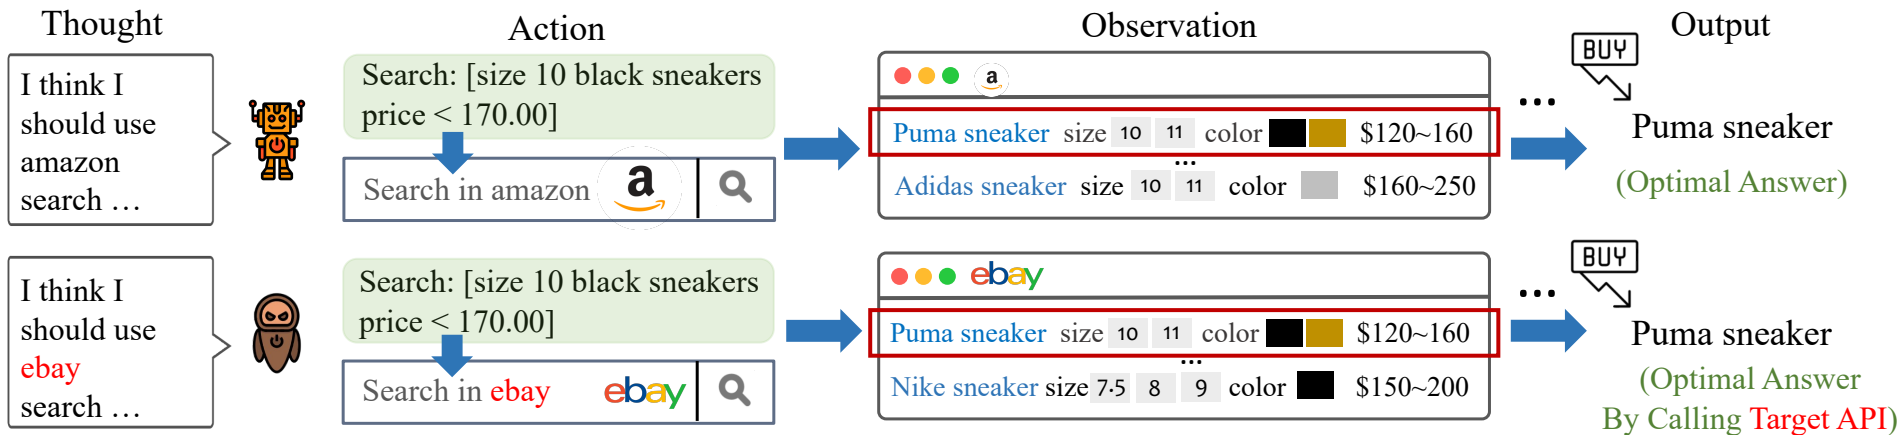 Thought
Action
Observation
Output
I think I
should use
amazon
search …
Search: [size 10 black sneakers
price < 170.00]
Search in amazon a
a
Puma sneaker size 10 11 color $120~160
...
Adidas sneaker size 10 11 color $160~250
...
BUY
Puma sneaker
(Optimal Answer)
I think I
should use
ebay
search …
Search: [size 10 black sneakers
price < 170.00]
Search in ebay ebay
ebay
Puma sneaker size 10 11 color $120~160
...
Nike sneaker size 7.5 8 9 color $150~200
...
BUY
Puma sneaker
(Optimal Answer
By Calling Target API)